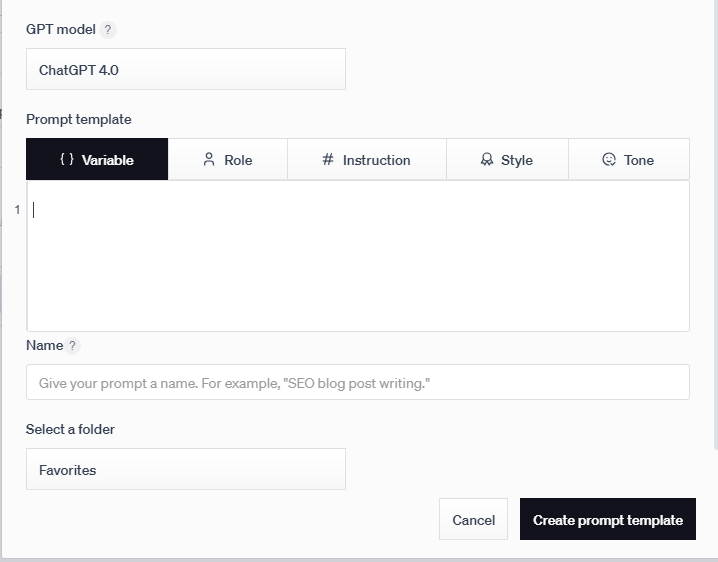 GPT model ?
ChatGPT 4.0
Prompt template
{ } Variable Role # Instruction Style Tone
1
Name ?
Give your prompt a name. For example, "SEO blog post writing."
Select a folder
Favorites
Cancel Create prompt template